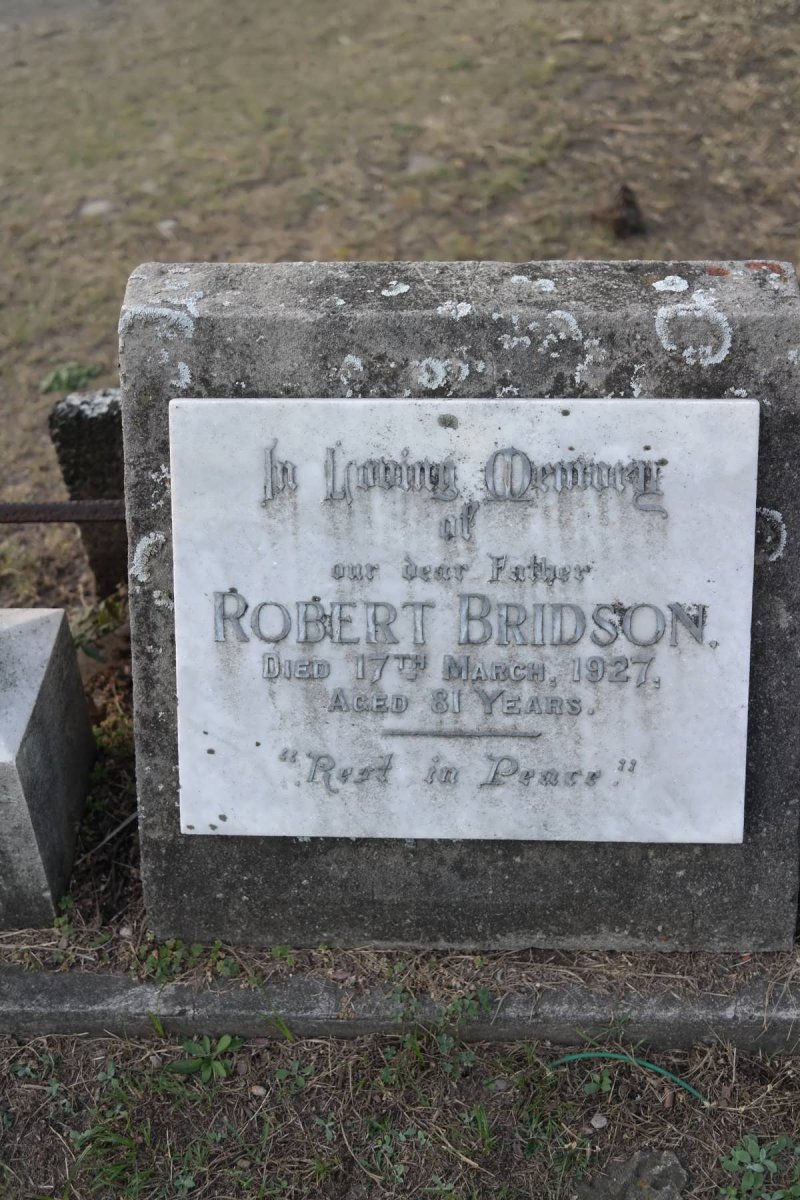 In Loving Memory
of
our dear Father
ROBERT BRIDSON.
DIED 17TH MARCH, 1927,
AGED 81 YEARS.
"Rest in Peace."